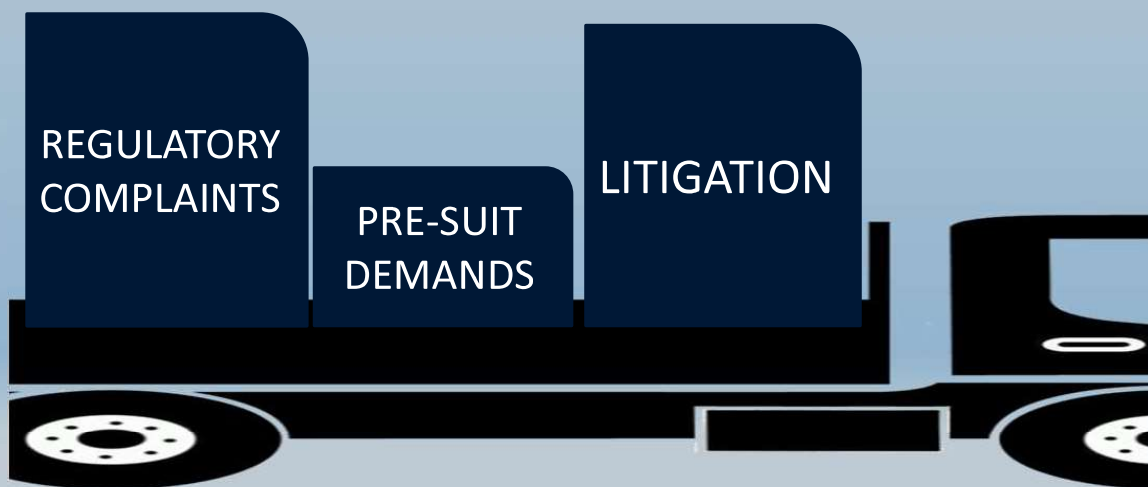 REGULATORY
COMPLAINTS
PRE-SUIT
DEMANDS
LITIGATION